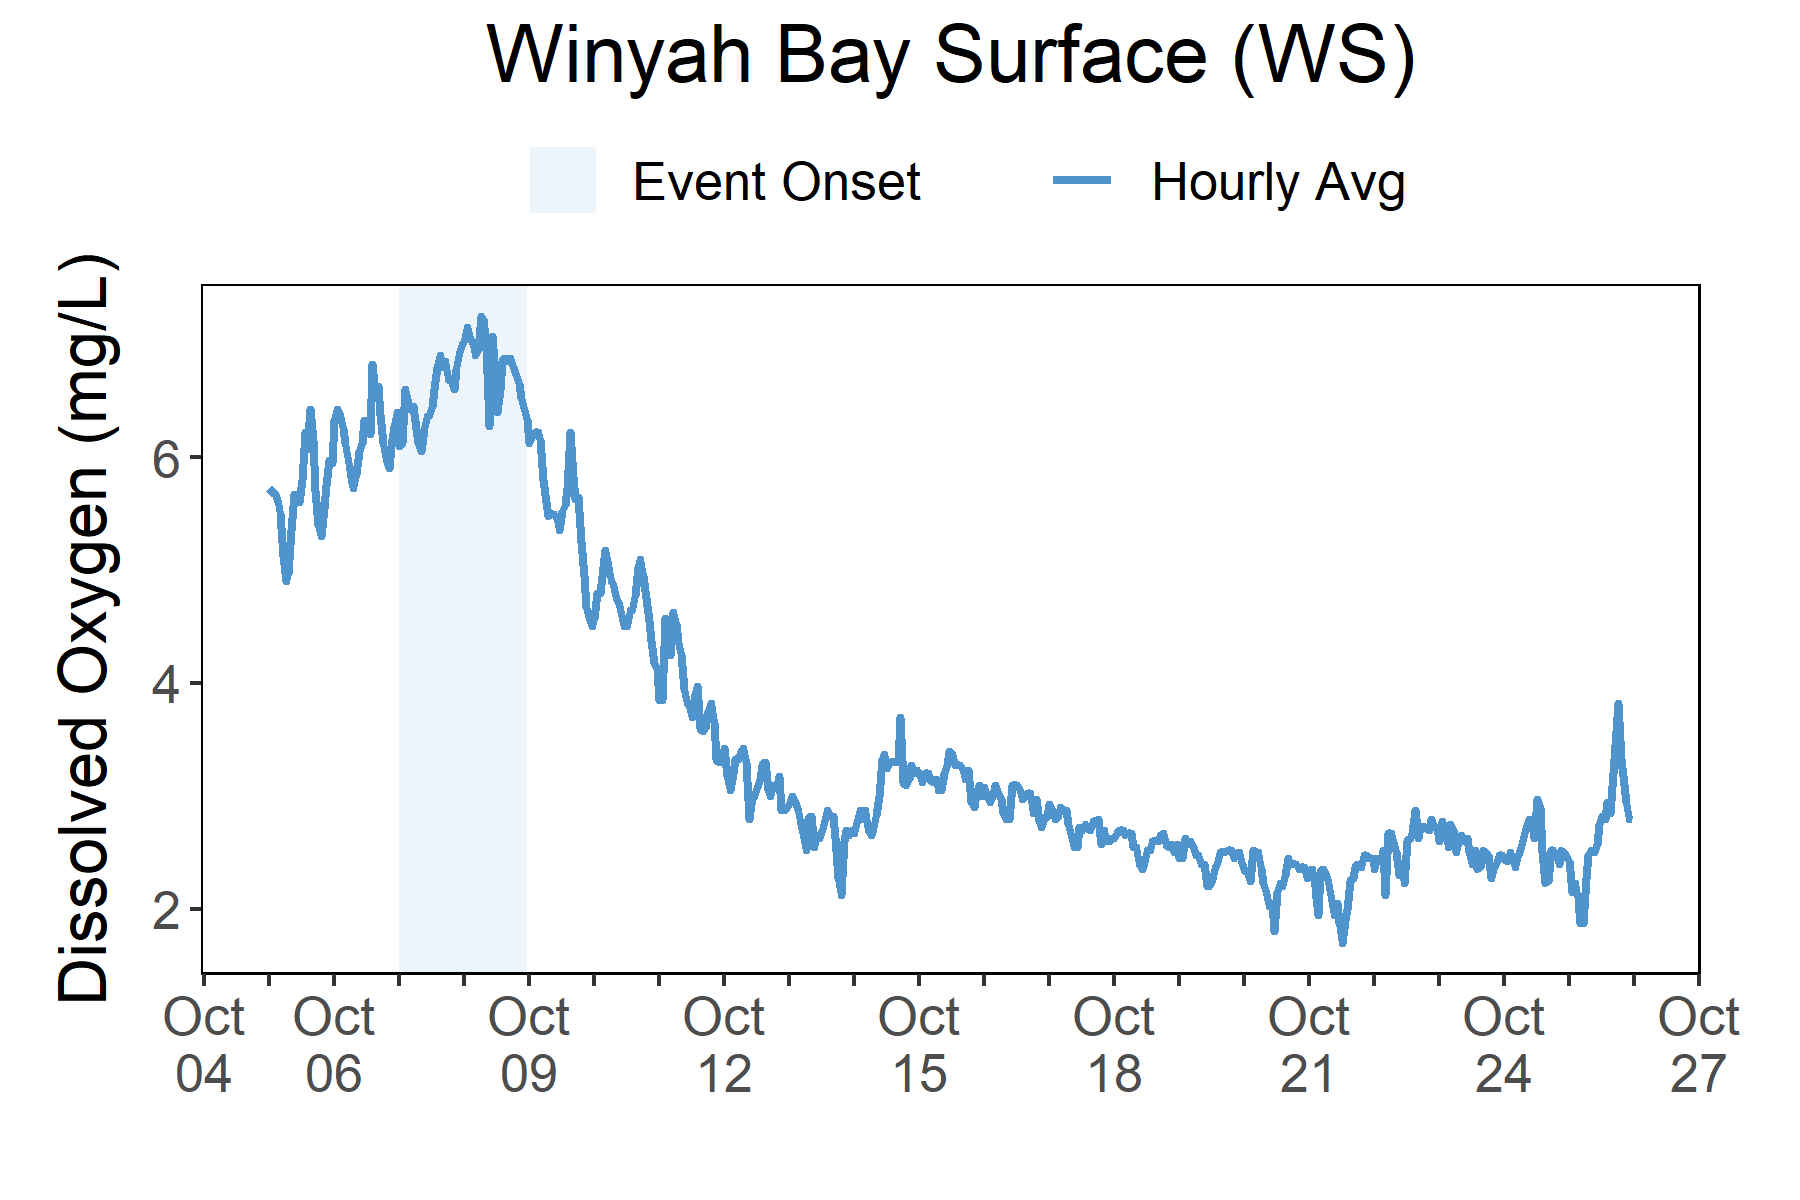 Winyah Bay Surface (WS)
Event Onset
Hourly Avg
Dissolved Oxygen (mg/L)
6
4
2
Oct 04
Oct 06
Oct 09
Oct 12
Oct 15
Oct 18
Oct 21
Oct 24
Oct 27